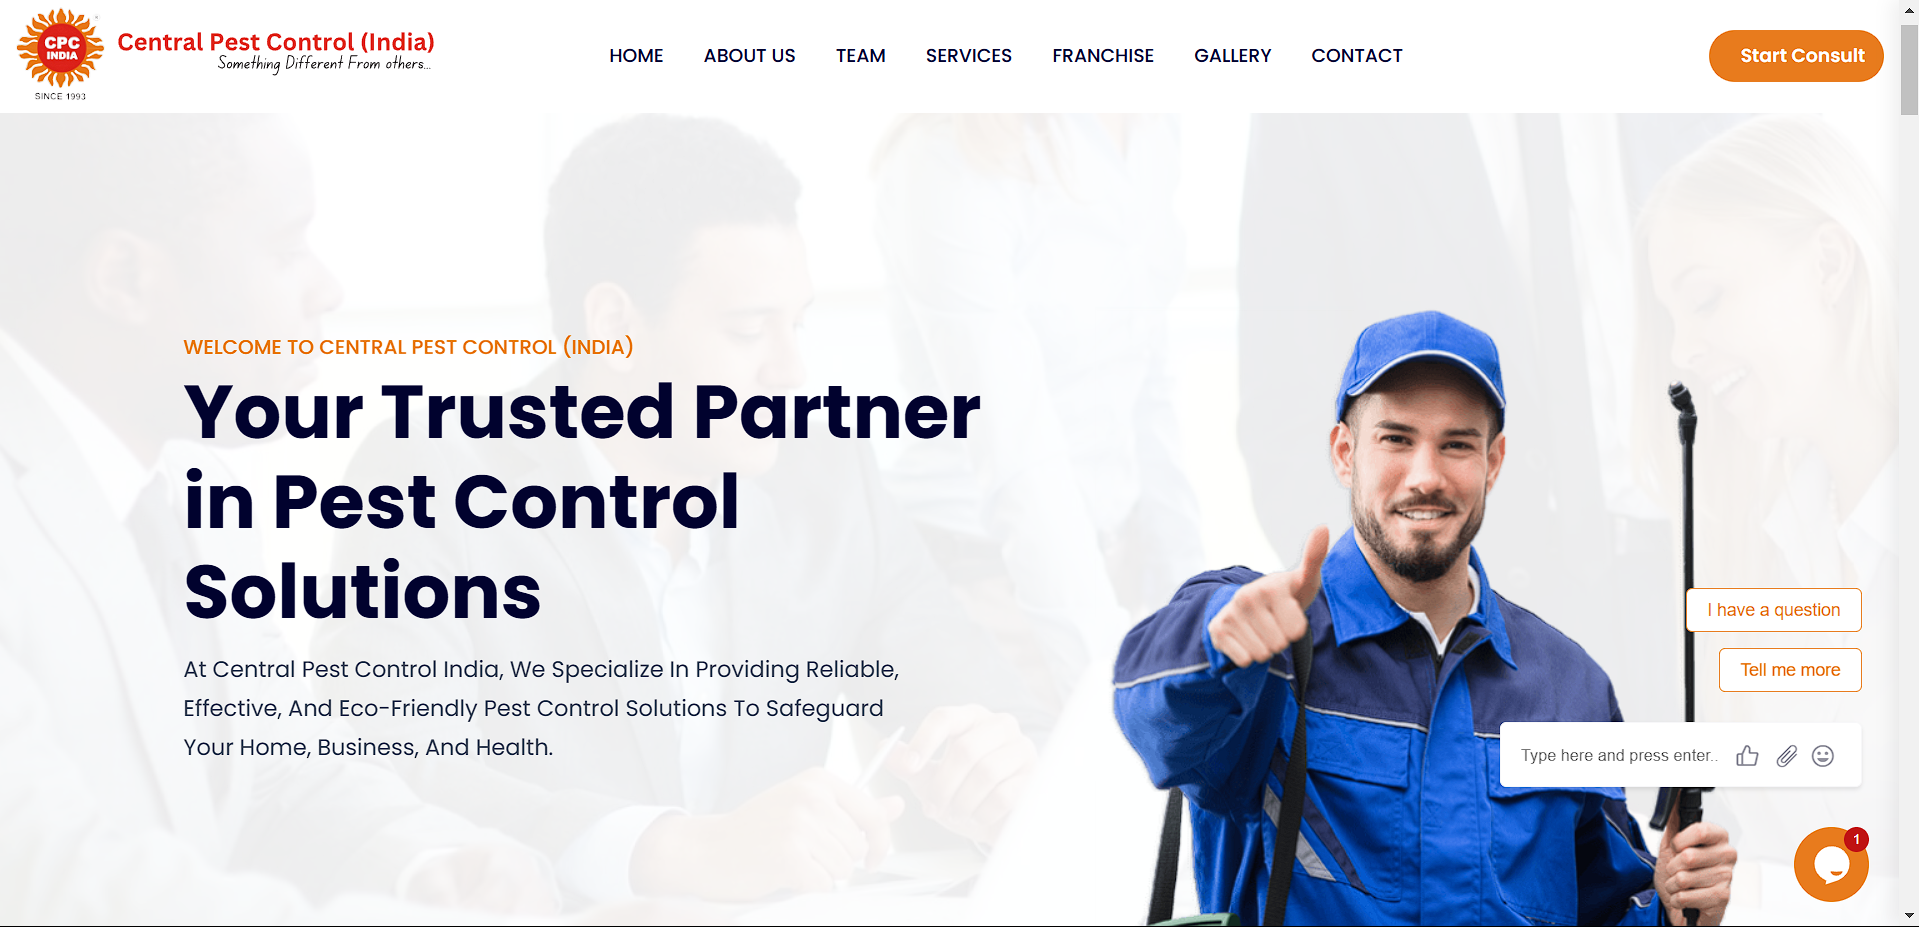 CPC
INDIA
SINCE 1993
Central Pest Control (India)
Something Different From others...
HOME
ABOUT US
TEAM
SERVICES
FRANCHISE
GALLERY
CONTACT
Start Consult
WELCOME TO CENTRAL PEST CONTROL (INDIA)
Your Trusted Partner
in Pest Control
Solutions
At Central Pest Control India, We Specialize In Providing Reliable,
Effective, And Eco-Friendly Pest Control Solutions To Safeguard
Your Home, Business, And Health.
I have a question
Tell me more
Type here and press enter..
1